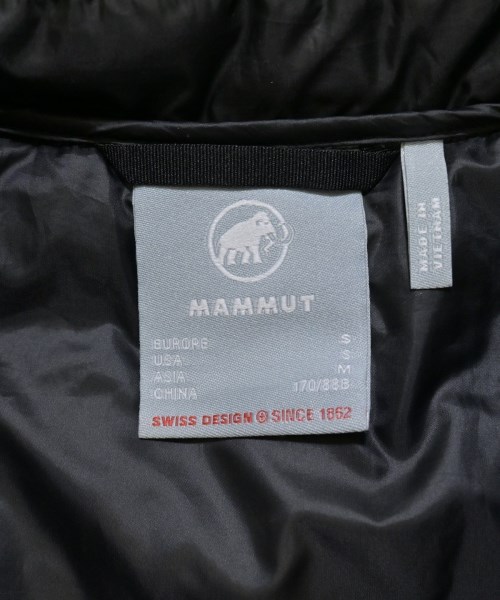 MAMMUT
EUROPE S
USA S
ASIA M
CHINA 170/88B
SWISS DESIGN SINCE 1862
MADE IN
VIETNAM